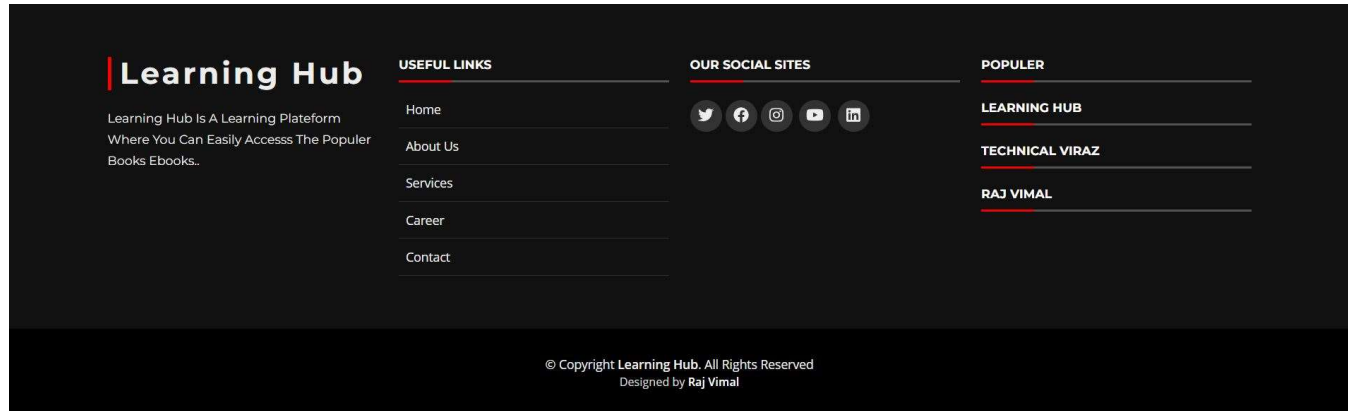 Learning Hub
Learning Hub Is A Learning Plateform
Where You Can Easily Accesss The Populer
Books Ebooks..
USEFUL LINKS
Home
About Us
Services
Career
Contact
OUR SOCIAL SITES
POPULER
LEARNING HUB
TECHNICAL VIRAZ
RAJ VIMAL
© Copyright Learning Hub. All Rights Reserved
Designed by Raj Vimal